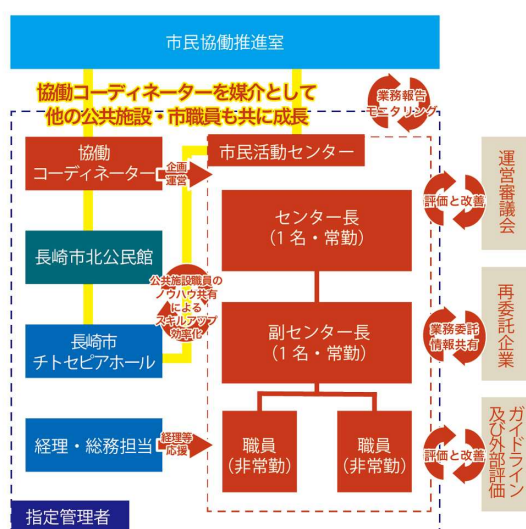 市民協働推進室
協働コーディネーターを媒介として
他の公共施設・市職員も共に成長
業務報告
モニタリング
協働
コーディネーター
企画
運営
市民活動センター
評価と改善
運営審議会
センター長
(1名・常勤)
長崎市北公民館
公共施設職員の
ノウハウ共有
による
スキルアップ
効率化
長崎市
チトセピアホール
副センター長
(1名・常勤)
業務委託
情報共有
再委託企業
経理・総務担当
経理等
応援
職員
(非常勤)
職員
(非常勤)
評価と改善
ガイドライン
及び外部評価
指定管理者